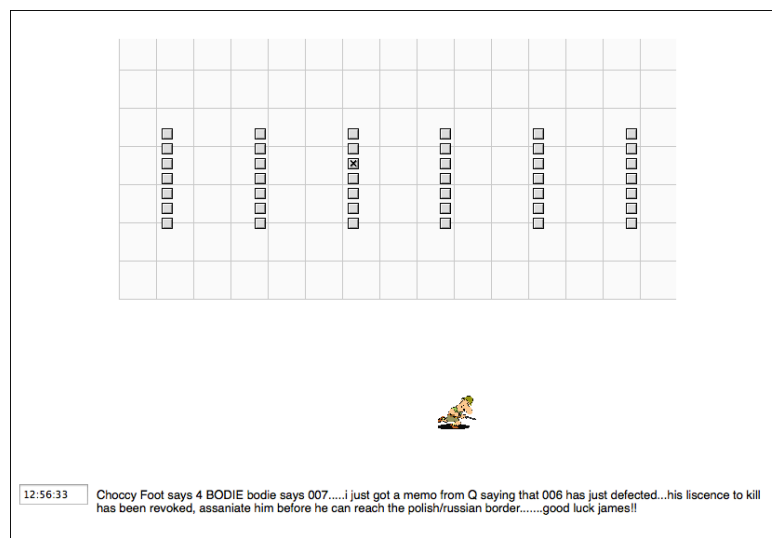 12:56:33
Choccy Foot says 4 BODIE bodie says 007.....i just got a memo from Q saying that 006 has just defected...his liscence to kill
has been revoked, assaniate him before he can reach the polish/russian border.......good luck james!!